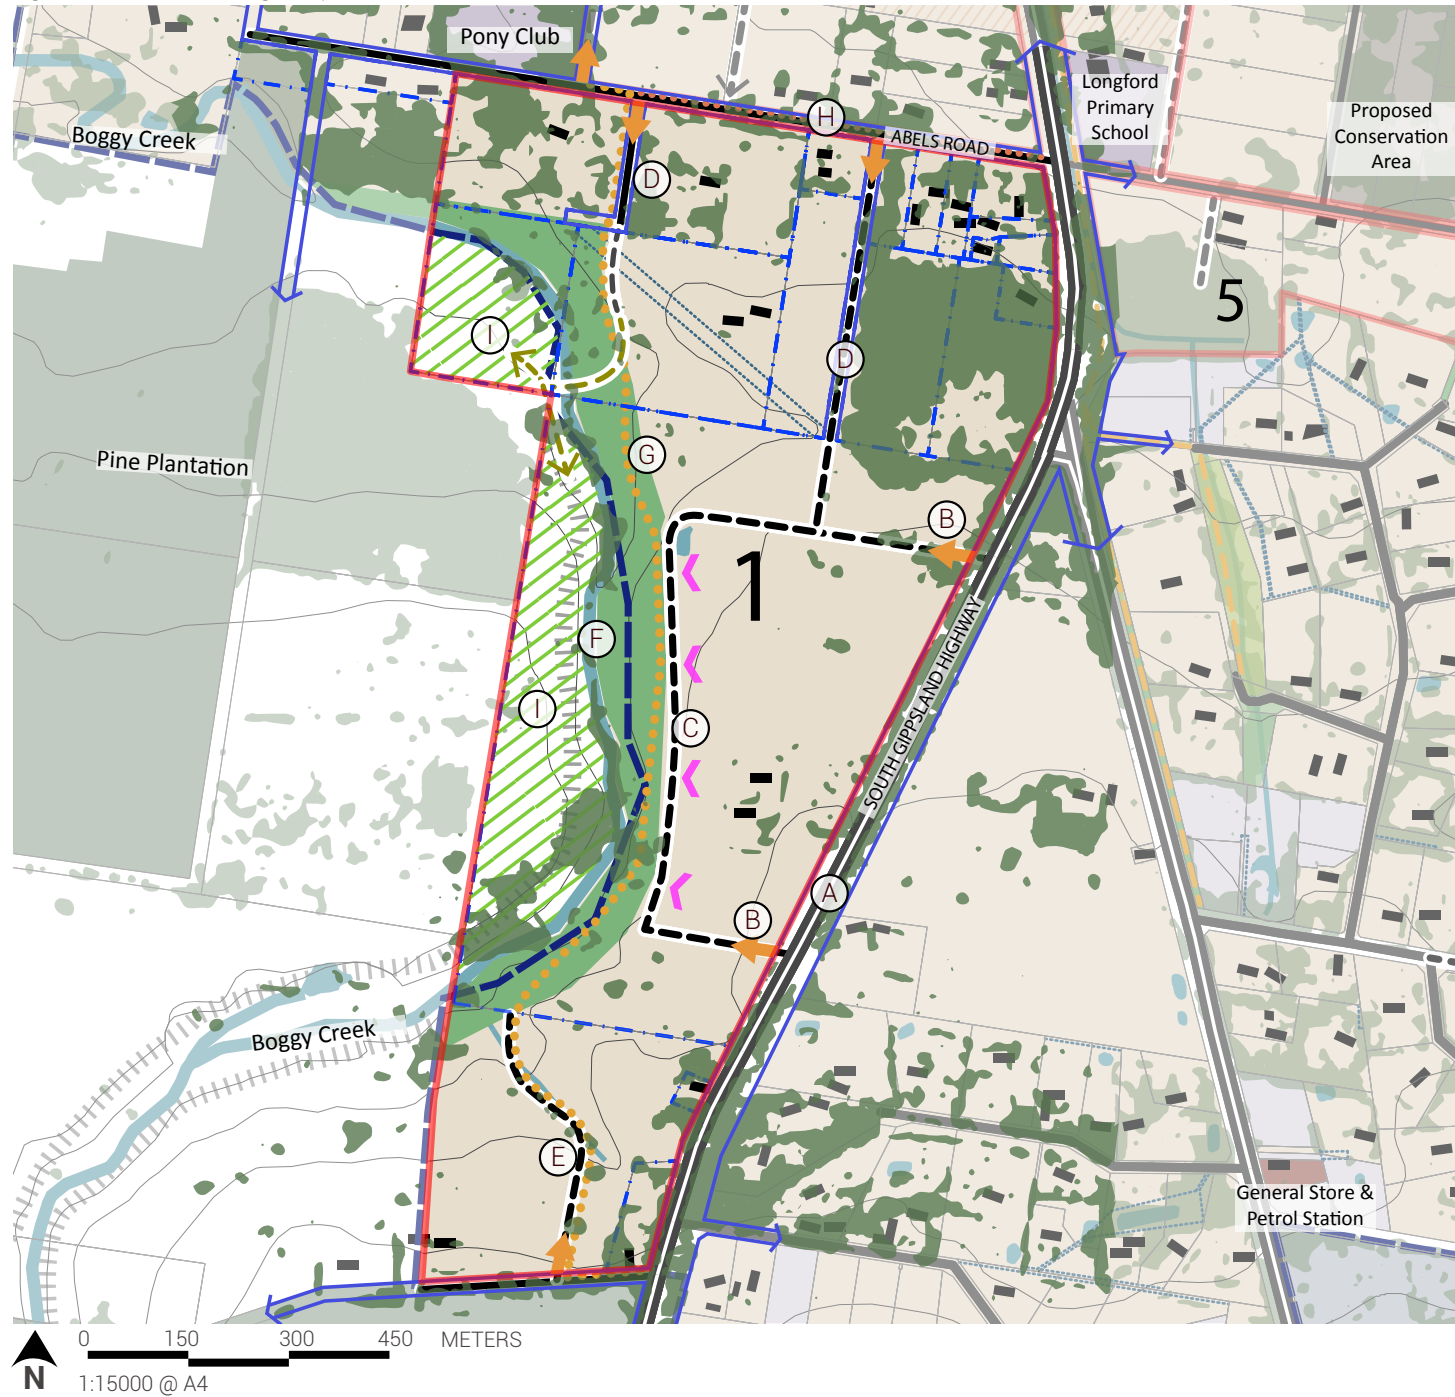 Pony Club
Longford
Primary
School
Proposed
Conservation
Area
H
ABELS ROAD
Boggy Creek
D
5
I
D
G
Pine Plantation
B
1
F
SOUTH GIPPSLAND HIGHWAY
I
C
A
B
Boggy Creek
E
General Store &
Petrol Station
0 150 300 450 METERS
N
1:15000 @ A4